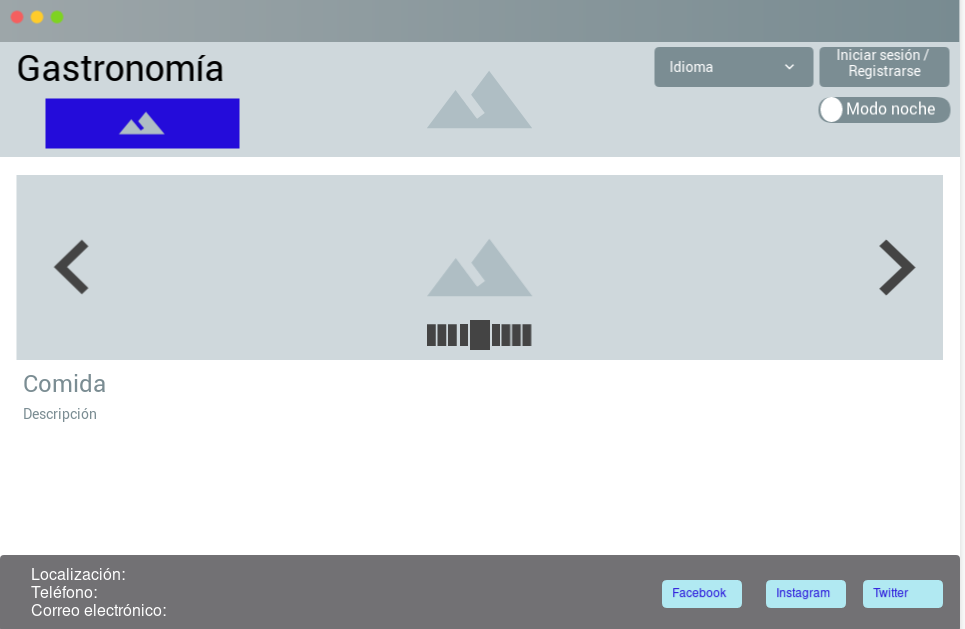 Gastronomía
Idioma
Iniciar sesión /
Registrarse
Modo noche
Comida
Descripción
Localización:
Teléfono:
Correo electrónico:
Facebook
Instagram
Twitter